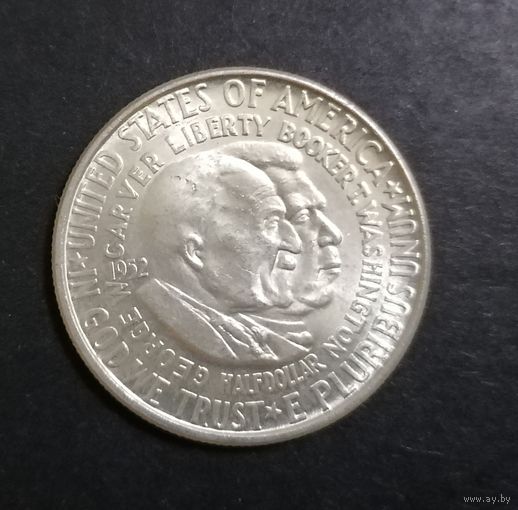 UNITED STATES OF AMERICA ★ E PLURIBUS UNUM ★ IN GOD WE TRUST ★
GEORGE W. CARVER LIBERTY BOOKER T. WASHINGTON
1952
HALF DOLLAR
www.ay.by